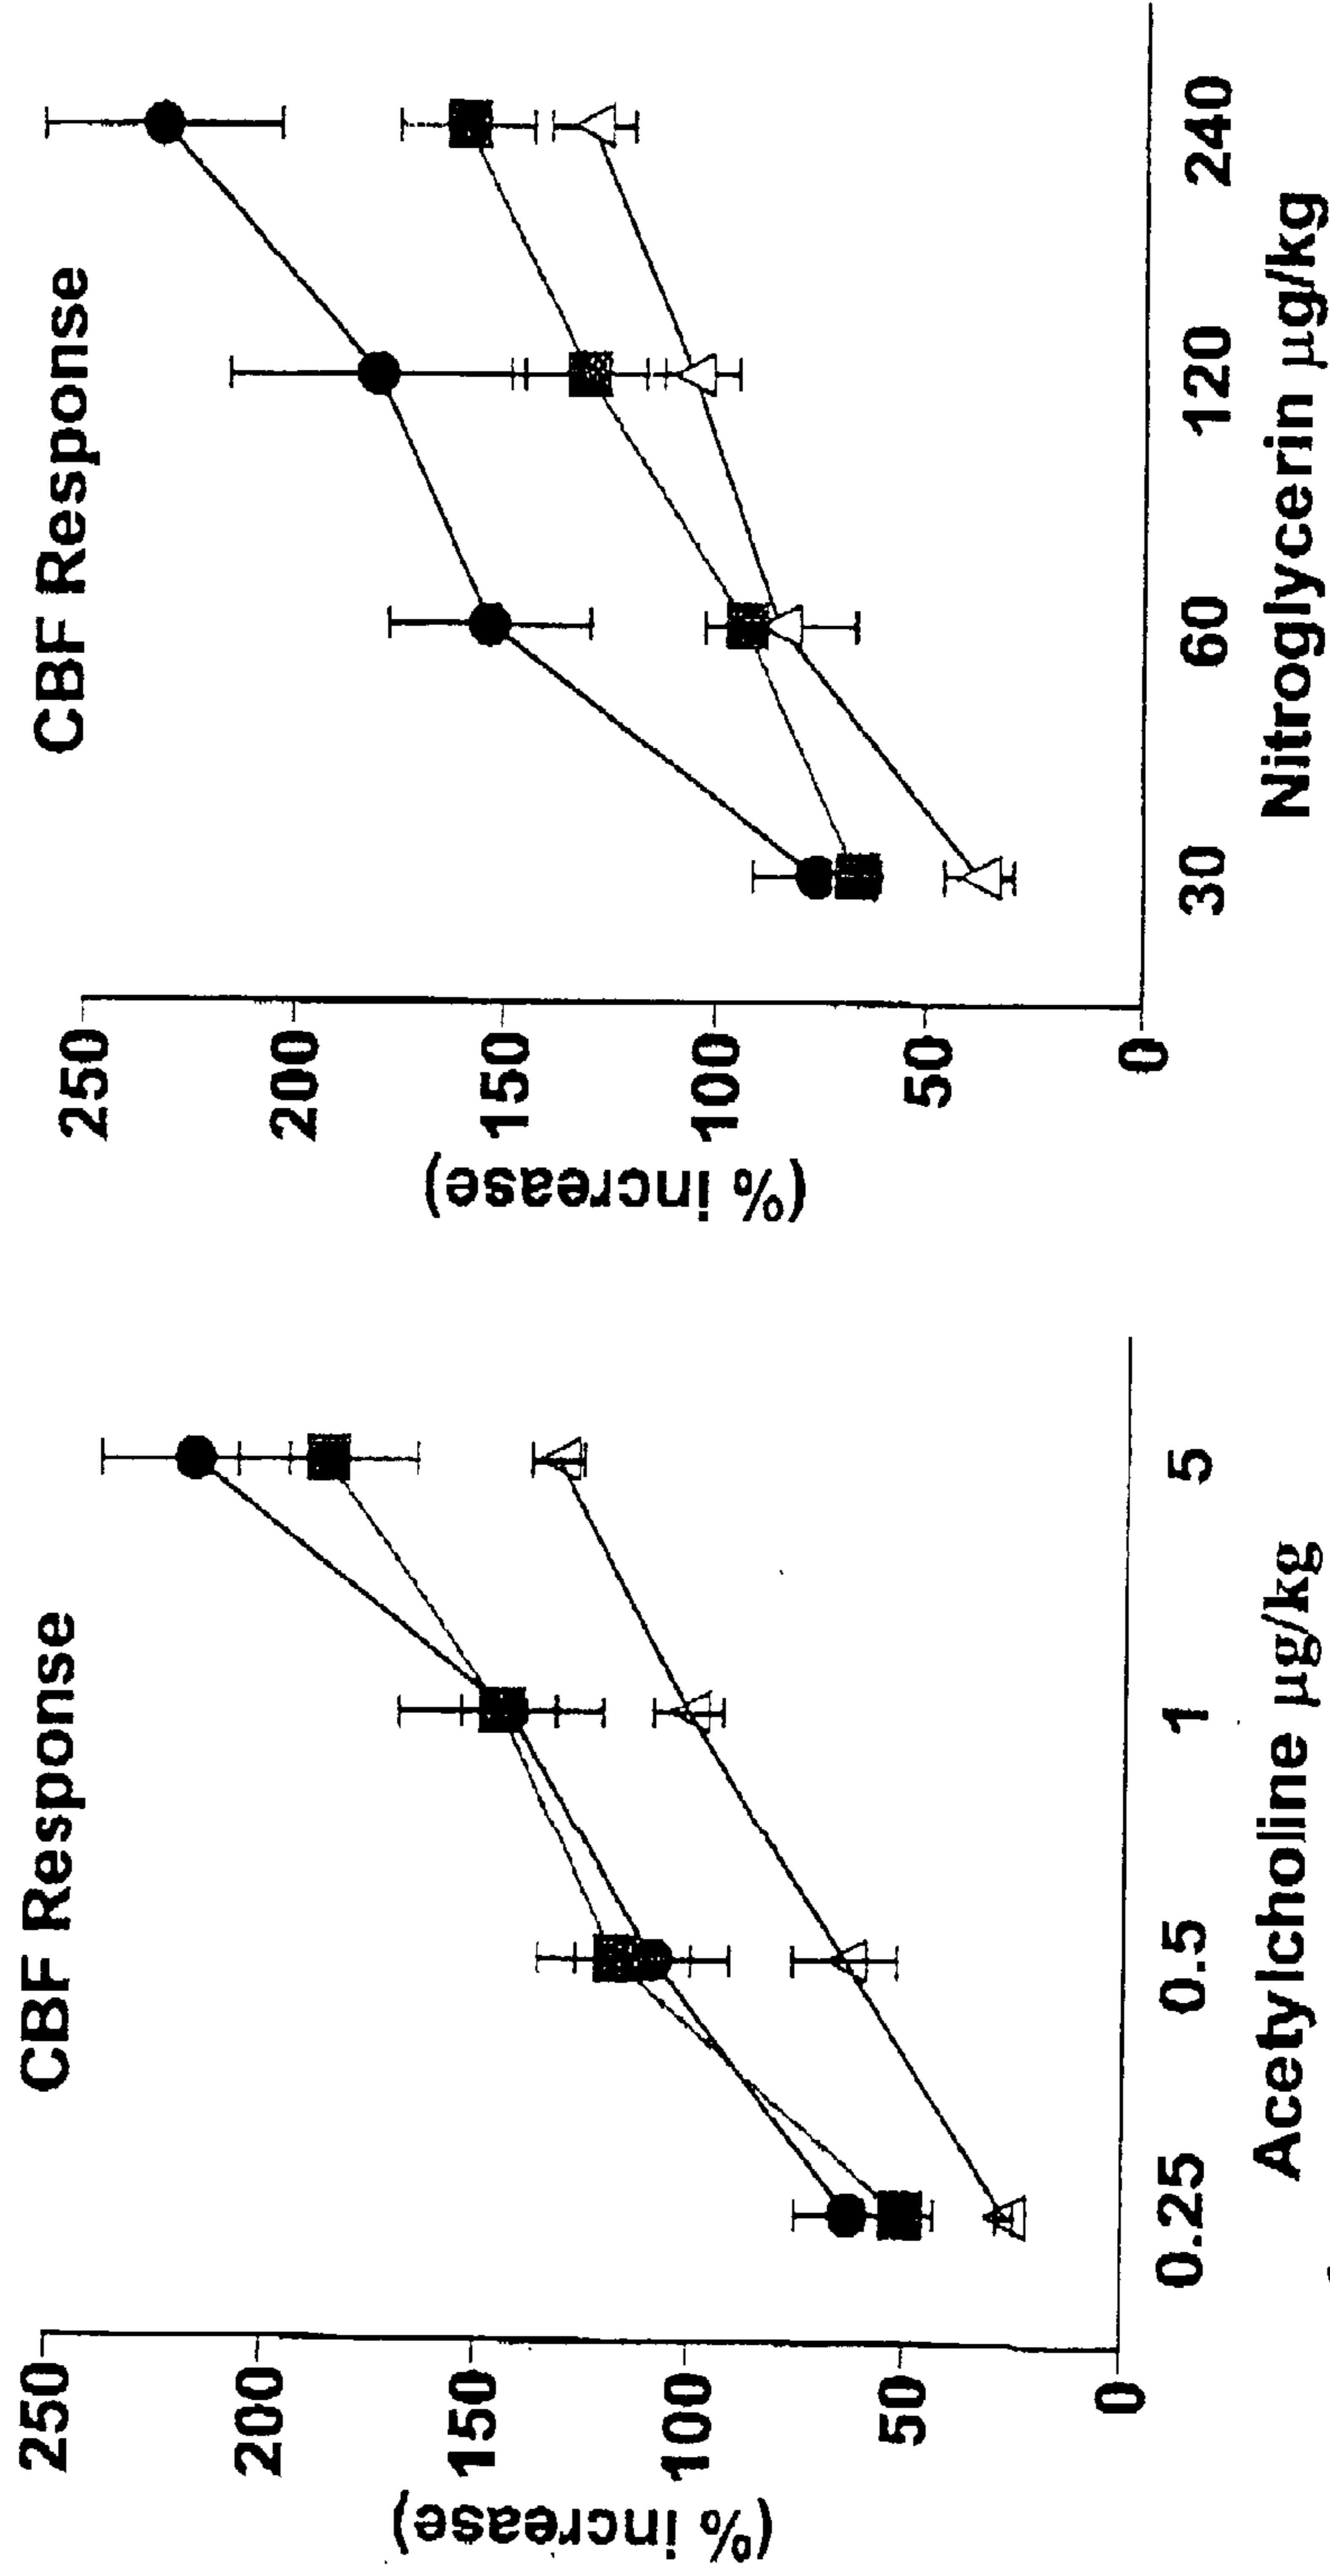 CBF Response
(% increase)
250
200
150
100
50
0
0.25 0.5 1 5
Acetylcholine µg/kg
CBF Response
(% increase)
250
200
150
100
50
0
30 60 120 240
Nitroglycerin µg/kg